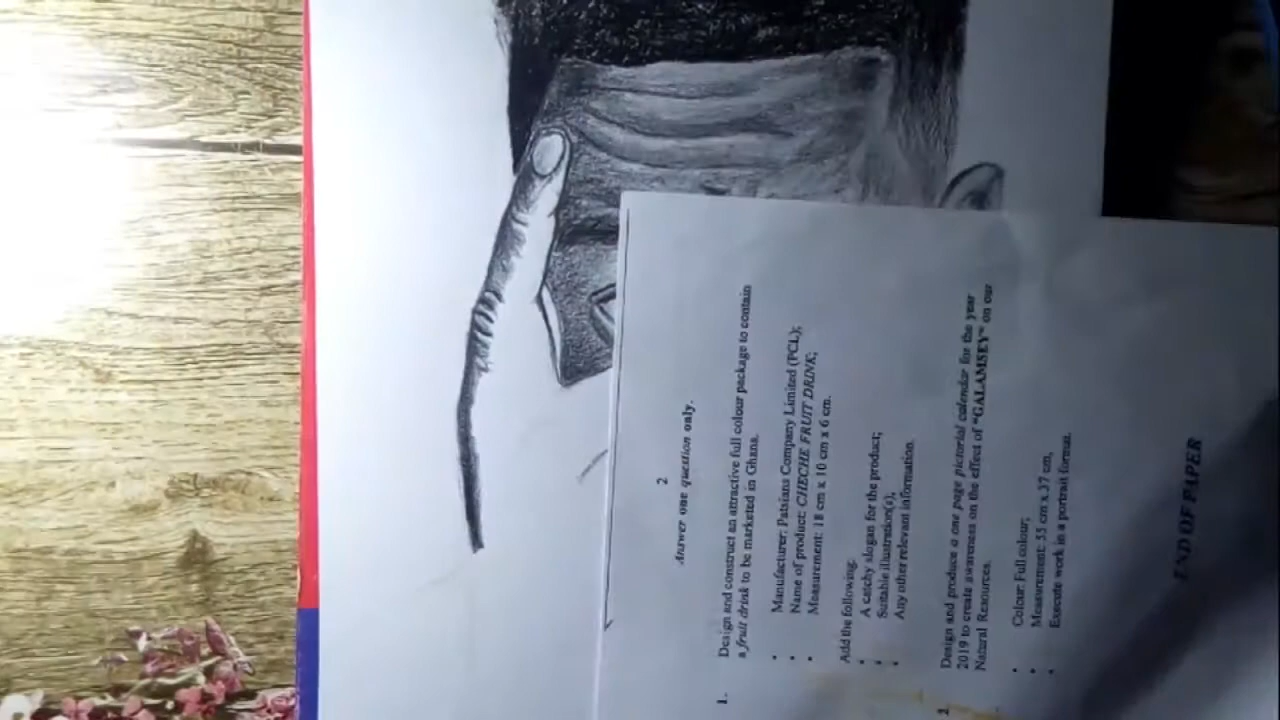 2
Answer one question only.
1. Design and construct an attractive full colour package to contain
a fruit drink to be marketed in Ghana.
• Manufacturer: Patsians Company Limited (PCL);
• Name of product: CHECHE FRUIT DRINK;
• Measurement: 18 cm x 10 cm x 6 cm.
Add the following:
• A catchy slogan for the product;
• Suitable illustration(s);
• Any other relevant information.
2. Design and produce a one page pictorial calendar for the year
2019 to create awareness on the effect of "GALAMSEY" on our
Natural Resources.
• Colour: Full colour;
• Measurement: 55 cm x 37 cm,
• Execute work in a portrait format.
END OF PAPER